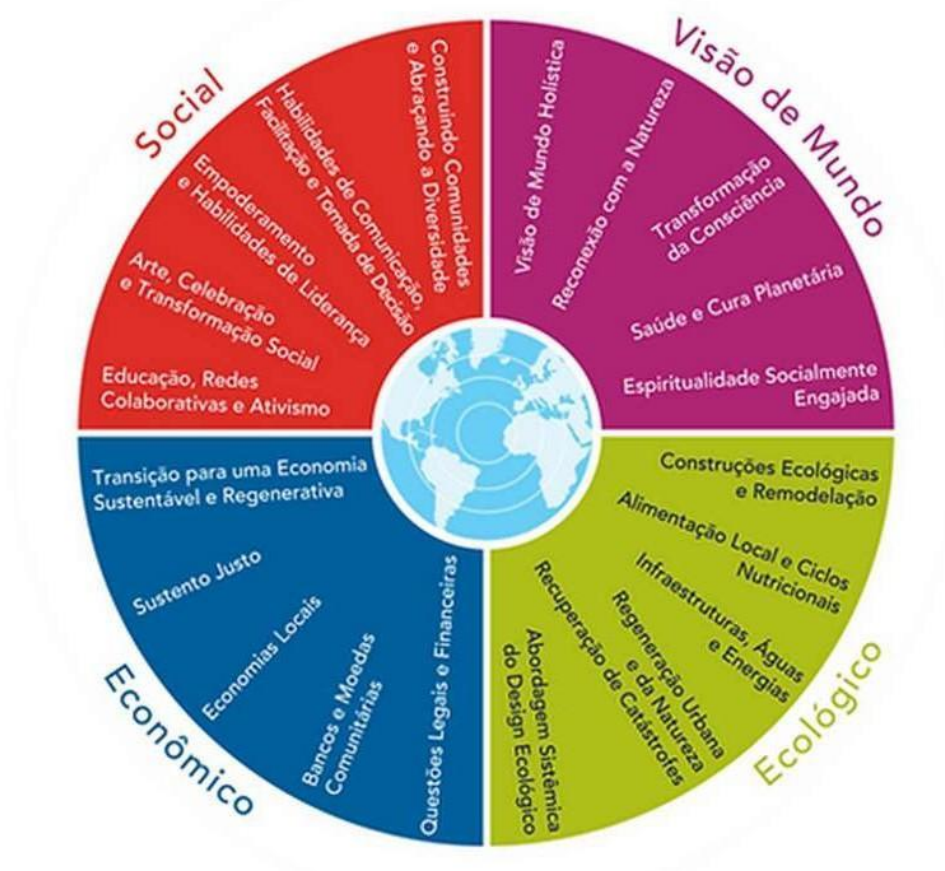 Social
Construindo Comunidades
e Abraçando a Diversidade
Habilidades de Comunicação,
Facilitação e Tomada de Decisão
Empoderamento
e Habilidades de Liderança
Arte, Celebração
e Transformação Social
Educação, Redes
Colaborativas e Ativismo
Visão de Mundo
Visão de Mundo Holística
Reconexão com a Natureza
Transformação
da Consciência
Saúde e Cura Planetária
Espiritualidade Socialmente
Engajada
Econômico
Transição para uma Economia
Sustentável e Regenerativa
Sustento Justo
Economias Locais
Bancos e Moedas
Comunitárias
Questões Legais e Financeiras
Ecológico
Construções Ecológicas
e Remodelação
Alimentação Local e Ciclos
Nutricionais
Infraestruturas, Águas
e Energias
Regeneração Urbana
e da Natureza
Recuperação de Catástrofes
Abordagem Sistêmica
do Design Ecológico